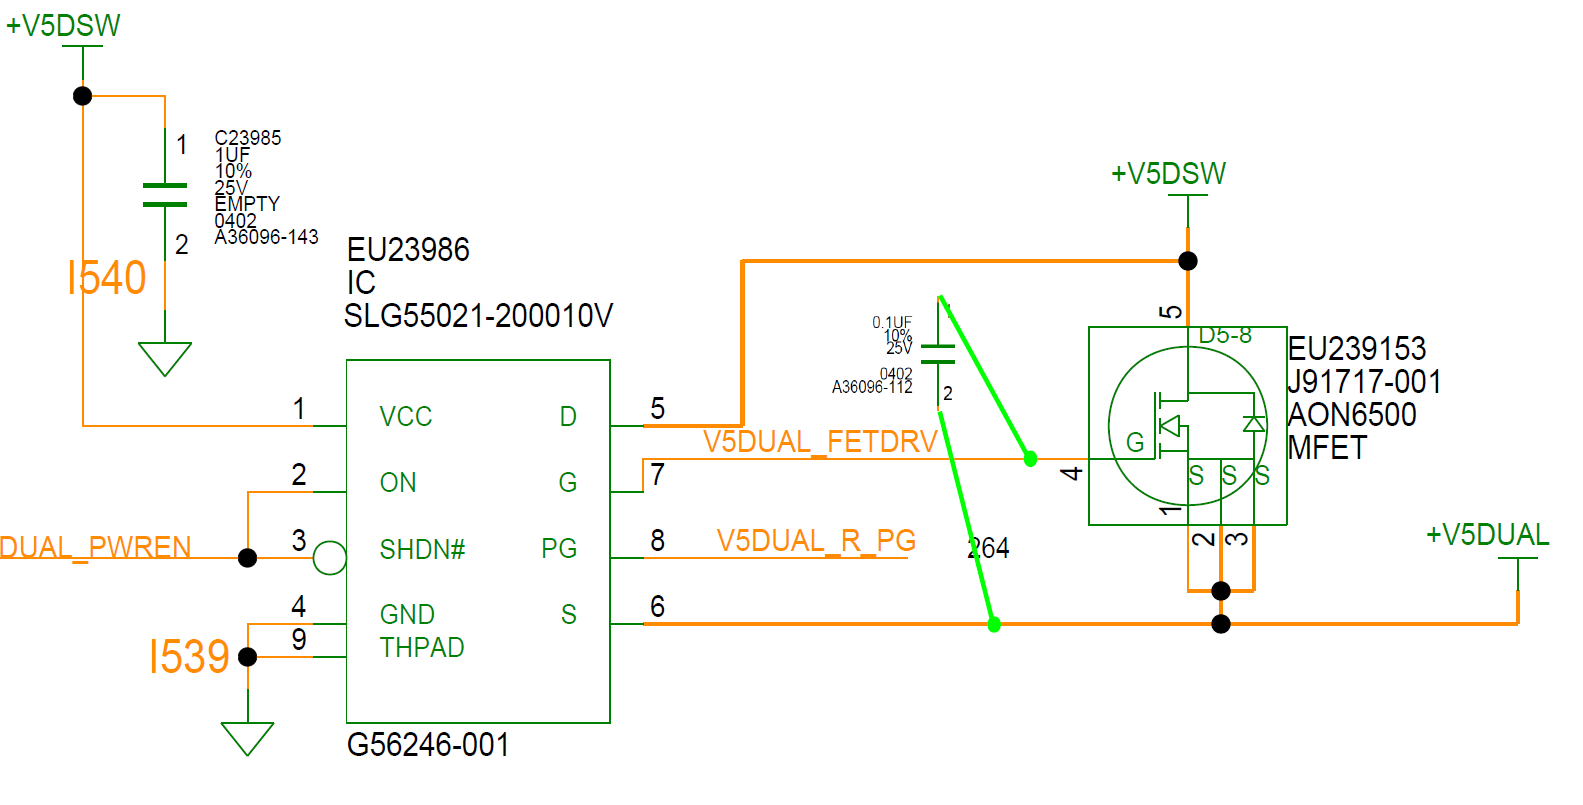 +V5DSW
1
C23985
1UF
10%
25V
EMPTY
0402
A36096-143
2
I540
EU23986
IC
SLG55021-200010V
1
VCC
D
5
2
ON
G
7
V5DUAL_FETDRV
DUAL_PWREN
3
SHDN#
PG
8
V5DUAL_R_PG
4
GND
S
6
9
THPAD
I539
G56246-001
0.1UF
10%
25V
0402
A36096-112
1
2
264
+V5DSW
5
D5-8
EU239153
J91717-001
AON6500
MFET
G
4
S
S
S
1
2
3
+V5DUAL